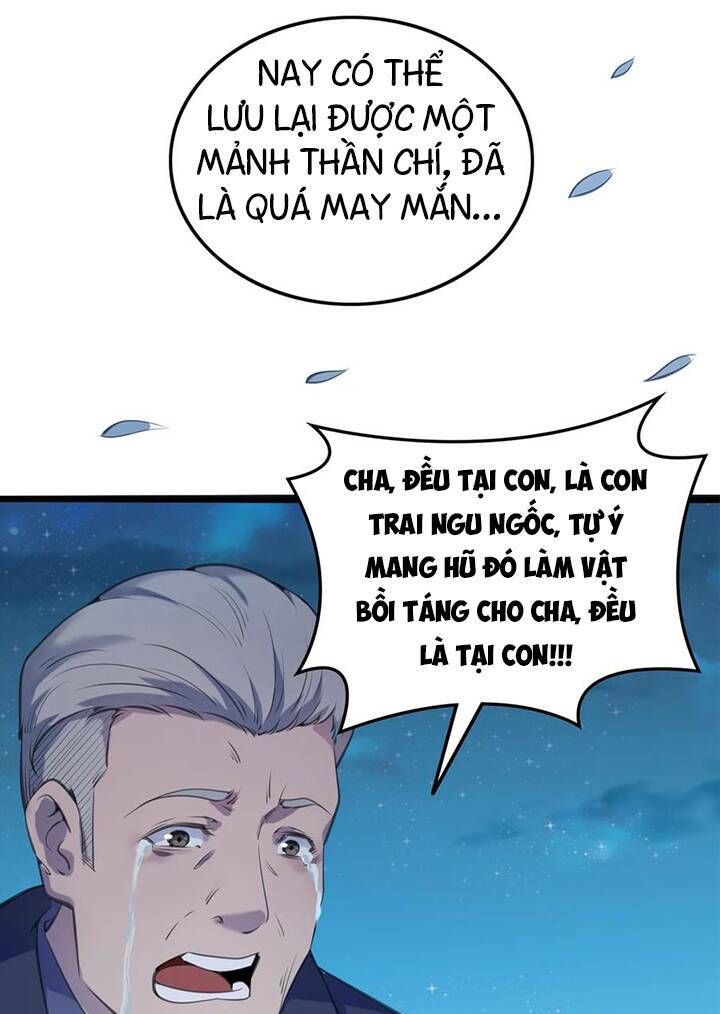 NAY CÓ THỂ
LƯU LẠI ĐƯỢC MỘT
MẢNH THẦN CHÍ, ĐÃ
LÀ QUÁ MAY MẮN...
CHA, ĐỀU TẠI CON, LÀ CON
TRAI NGU NGỐC, TỰ Ý
MANG HŨ ĐÓ LÀM VẬT
BỒI TÁNG CHO CHA, ĐỀU
LÀ TẠI CON!!!